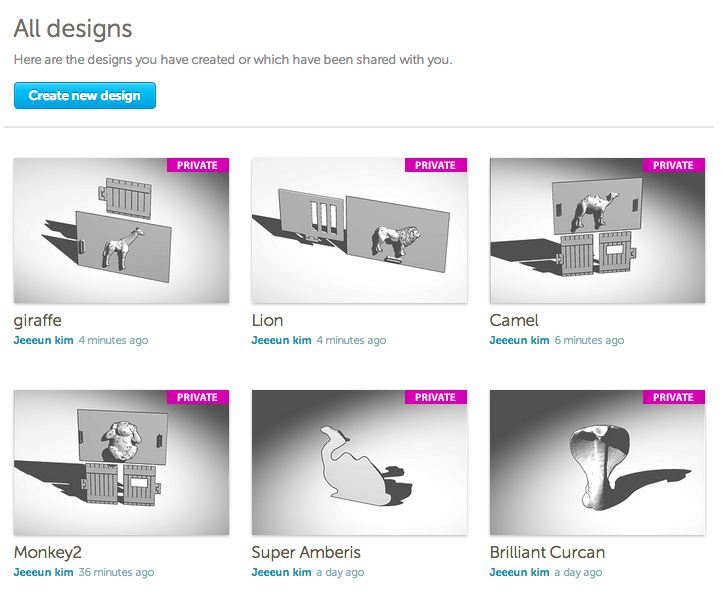 All designs
Here are the designs you have created or which have been shared with you.
Create new design
PRIVATE PRIVATE PRIVATE
giraffe Lion Camel
Jeeeun kim 4 minutes ago Jeeeun kim 4 minutes ago Jeeeun kim 6 minutes ago
PRIVATE PRIVATE PRIVATE
Monkey2 Super Amberis Brilliant Curcan
Jeeeun kim 36 minutes ago Jeeeun kim a day ago Jeeeun kim a day ago